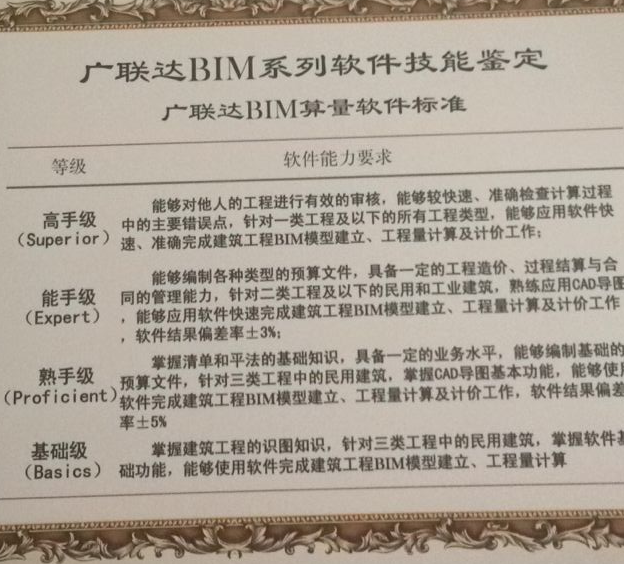 广联达BIM系列软件技能鉴定
广联达BIM算量软件标准
等级
软件能力要求
高手级
(Superior)
能够对他人的工程进行有效的审核，能够较快速、准确检查计算过程
中的主要错误点，针对一类工程及以下的所有工程类型，能够应用软件快
速、准确完成建筑工程BIM模型建立、工程量计算及计价工作；
能手级
(Expert)
能够编制各种类型的预算文件，具备一定的工程造价、过程结算与合
同的管理能力，针对二类工程及以下的民用和工业建筑，熟练应用CAD导图
，能够应用软件快速完成建筑工程BIM模型建立、工程量计算及计价工作
，软件结果偏差率±3%；
熟手级
(Proficient)
掌握清单和平法的基础知识，具备一定的业务水平，能够编制基础的
预算文件，针对三类工程中的民用建筑，掌握CAD导图基本功能，能够使用
软件完成建筑工程BIM模型建立、工程量计算及计价工作，软件结果偏差
率±5%
基础级
(Basics)
掌握建筑工程的识图知识，针对三类工程中的民用建筑，掌握软件基
础功能，能够使用软件完成建筑工程BIM模型建立、工程量计算